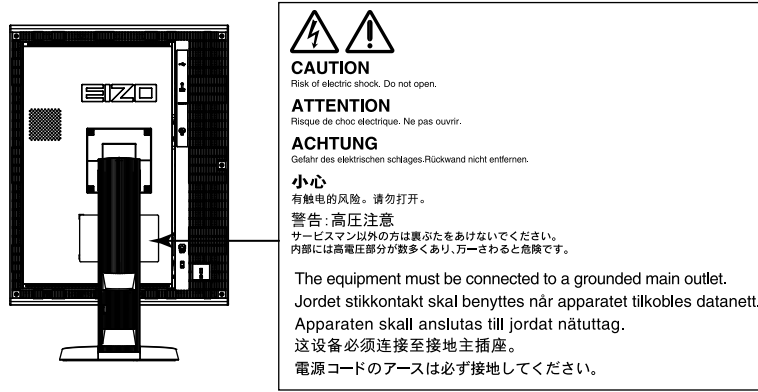 EIZO
CAUTION
Risk of electric shock. Do not open.
ATTENTION
Risque de choc electrique. Ne pas ouvrir.
ACHTUNG
Gefahr des elektrischen schlages.Rückwand nicht entfernen.
小心
有触电的风险。请勿打开。
警告:高圧注意
サービスマン以外の方は裏ぶたをあけないでください。
内部には高電圧部分が数多くあり、万一さわると危険です。
The equipment must be connected to a grounded main outlet.
Jordet stikkontakt skal benyttes når apparatet tilkobles datanett.
Apparaten skall anslutas till jordat nätuttag.
这设备必须连接至接地主插座。
電源コードのアースは必ず接地してください。